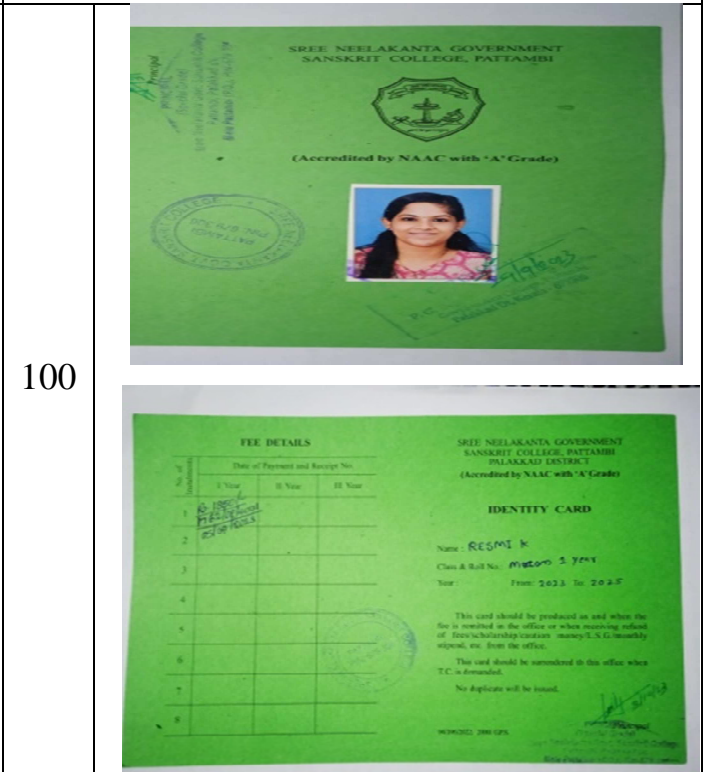 100
SREE NEELAKANTA GOVERNMENT
SANSKRIT COLLEGE, PATTAMBI
(Accredited by NAAC with 'A' Grade)
Principal
FEE DETAILS
No. of Instalments
Date of Payment and Receipt No.
I Year II Year III Year
1
2
3
4
5
6
7
8
SREE NEELAKANTA GOVERNMENT
SANSKRIT COLLEGE, PATTAMBI
PALAKKAD DISTRICT
(Accredited by NAAC with 'A' Grade)
IDENTITY CARD
Name : RESMI K
Class & Roll No:
Year : From: 2023 To: 2025
This card should be produced as and when the
fee is remitted in the office or when receiving refund
of fees/scholarship/caution money/L.S.G/monthly
stipend, etc. from the office.
This card should be surrendered to this office when
T.C. is demanded.
No duplicate will be issued.